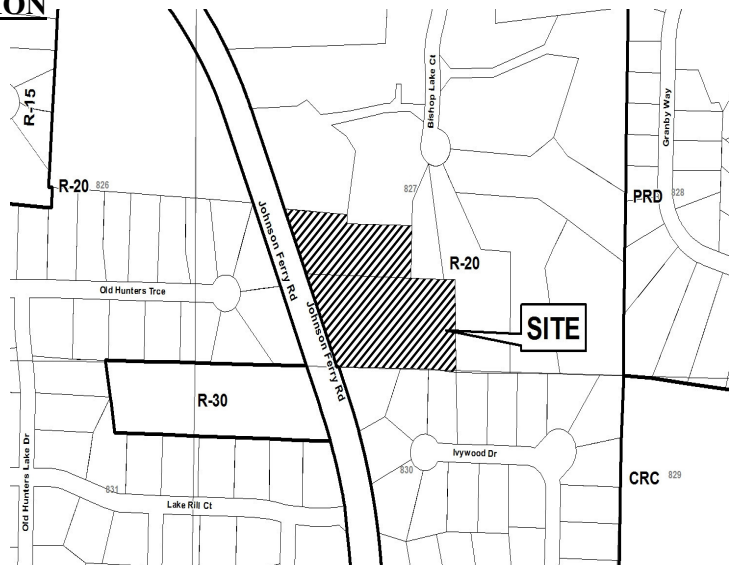 ION
R-15
Bishop Lake Ct
Granby Way
R-20 826
827
PRD 828
Johnson Ferry Rd
R-20
Old Hunters Trce
Johnson Ferry Rd
SITE
R-30
Ivywood Dr
830
Old Hunters Lake Dr
831
CRC 829
Lake Rill Ct